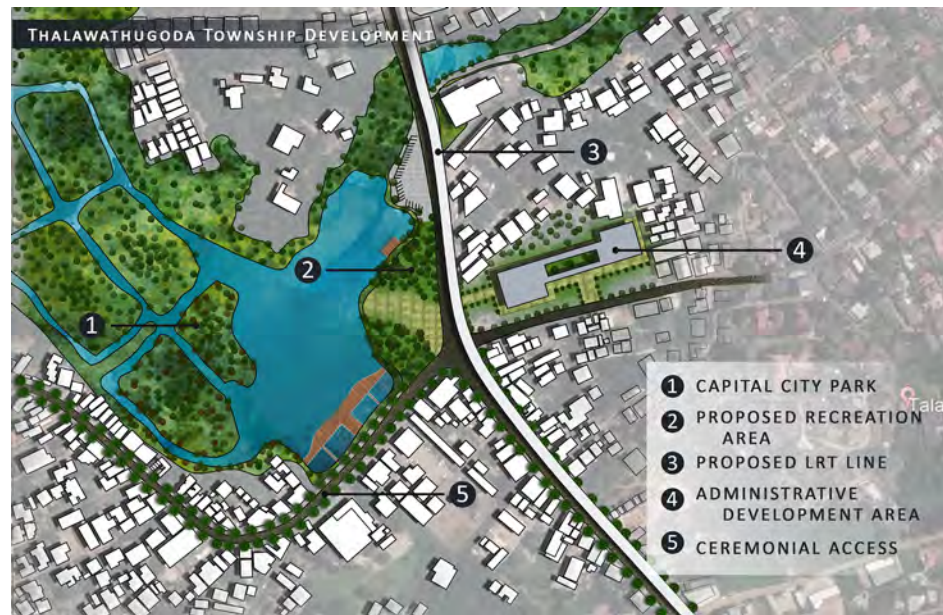 THALAWATHUGODA TOWNSHIP DEVELOPMENT
3
4
2
1
5
1 CAPITAL CITY PARK
2 PROPOSED RECREATION
AREA
3 PROPOSED LRT LINE
4 ADMINISTRATIVE
DEVELOPMENT AREA
5 CEREMONIAL ACCESS
Tala